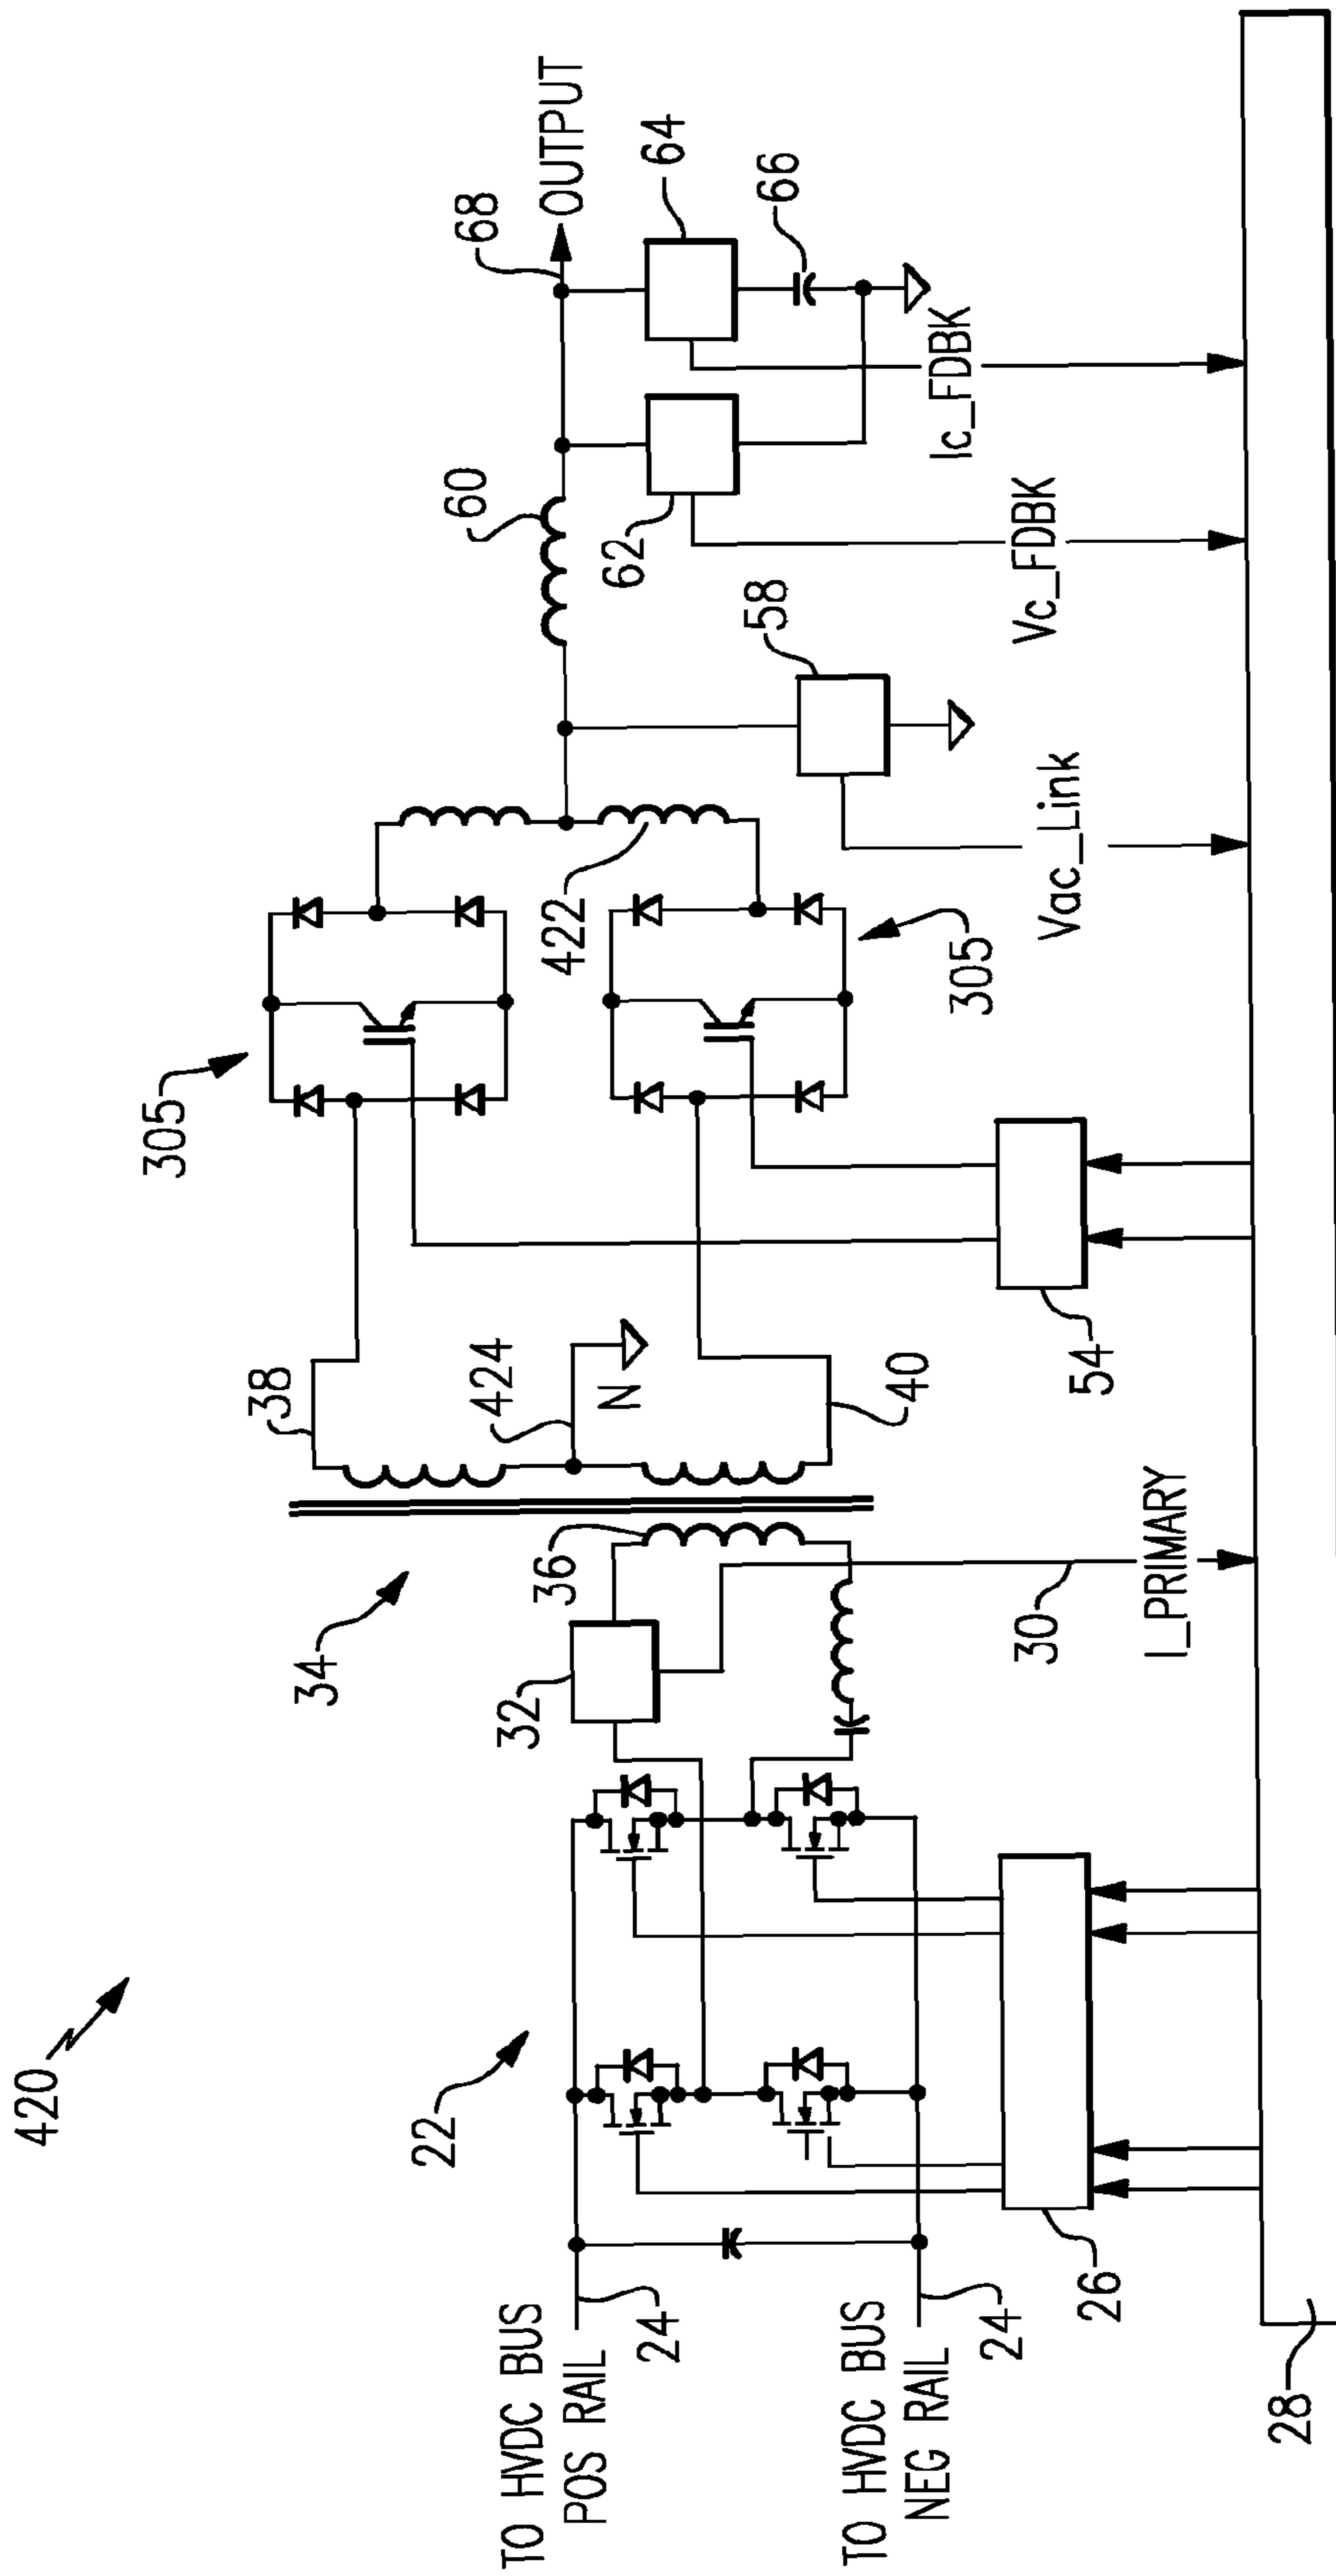 420
22
TO HVDC BUS
POS RAIL
24
TO HVDC BUS
NEG RAIL
24
26
28
34
32
36
30
I_PRIMARY
38
424
N
40
54
305
305
422
Vac_Link
58
60
62
Vc_FDBK
Ic_FDBK
68
OUTPUT
64
66